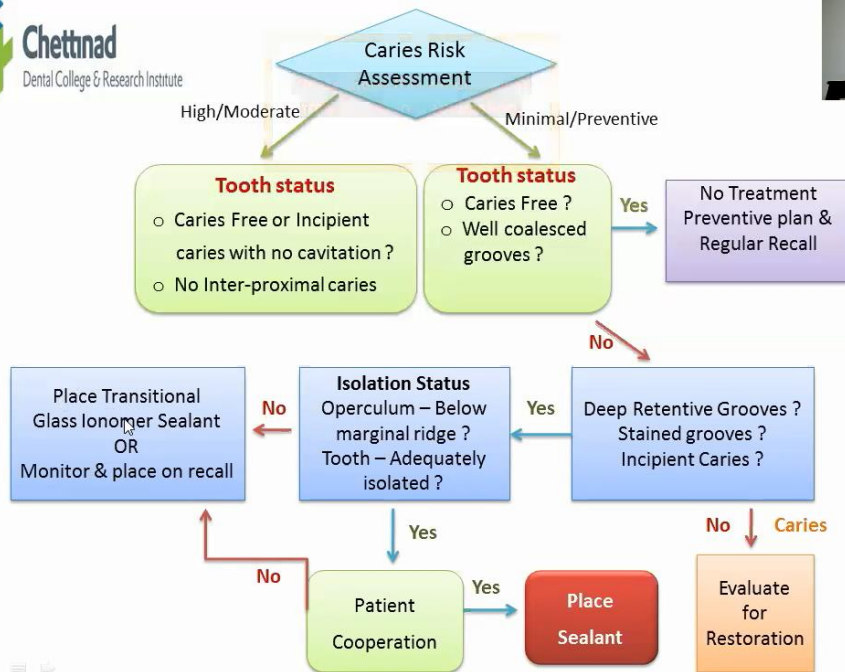 Chettinad
Dental College & Research Institute
Caries Risk
Assessment
High/Moderate
Minimal/Preventive
Tooth status
o Caries Free or Incipient
caries with no cavitation ?
o No Inter-proximal caries
Tooth status
o Caries Free ?
o Well coalesced
grooves ?
Yes
No Treatment
Preventive plan &
Regular Recall
No
Place Transitional
Glass Ionomer Sealant
OR
Monitor & place on recall
No
Isolation Status
Operculum – Below
marginal ridge ?
Tooth – Adequately
isolated ?
Yes
Deep Retentive Grooves ?
Stained grooves ?
Incipient Caries ?
Yes
No
Caries
No
Patient
Cooperation
Yes
Place
Sealant
Evaluate
for
Restoration